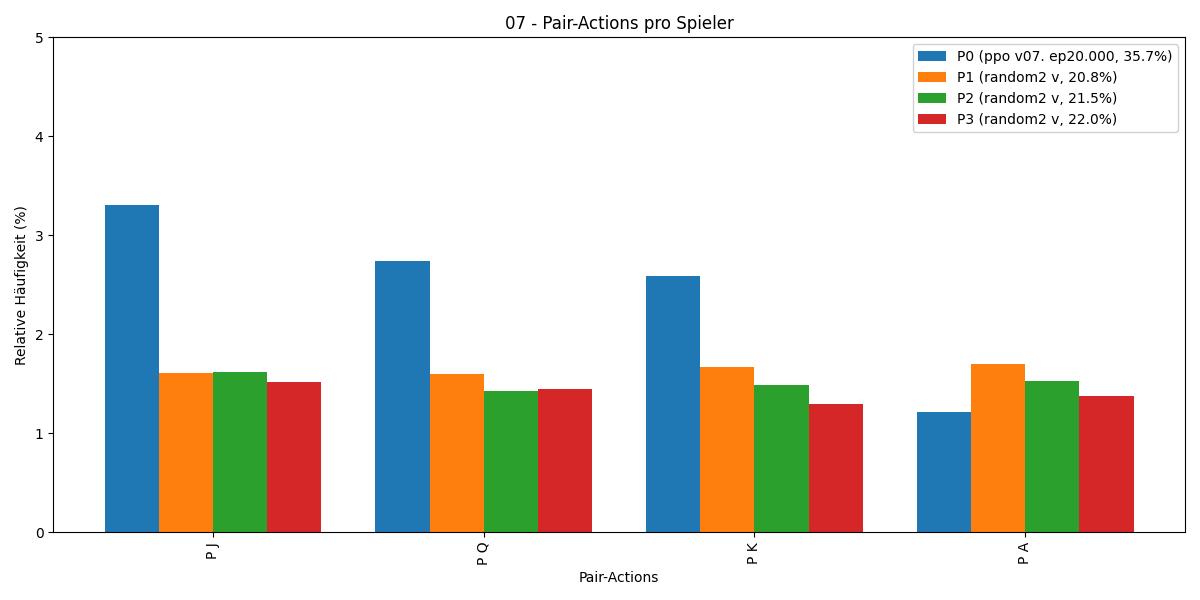 07 - Pair-Actions pro Spieler
P0 (ppo v07. ep20.000, 35.7%)
P1 (random2 v, 20.8%)
P2 (random2 v, 21.5%)
P3 (random2 v, 22.0%)
Relative Häufigkeit (%)
5
4
3
2
1
0
P J
P Q
P K
P A
Pair-Actions